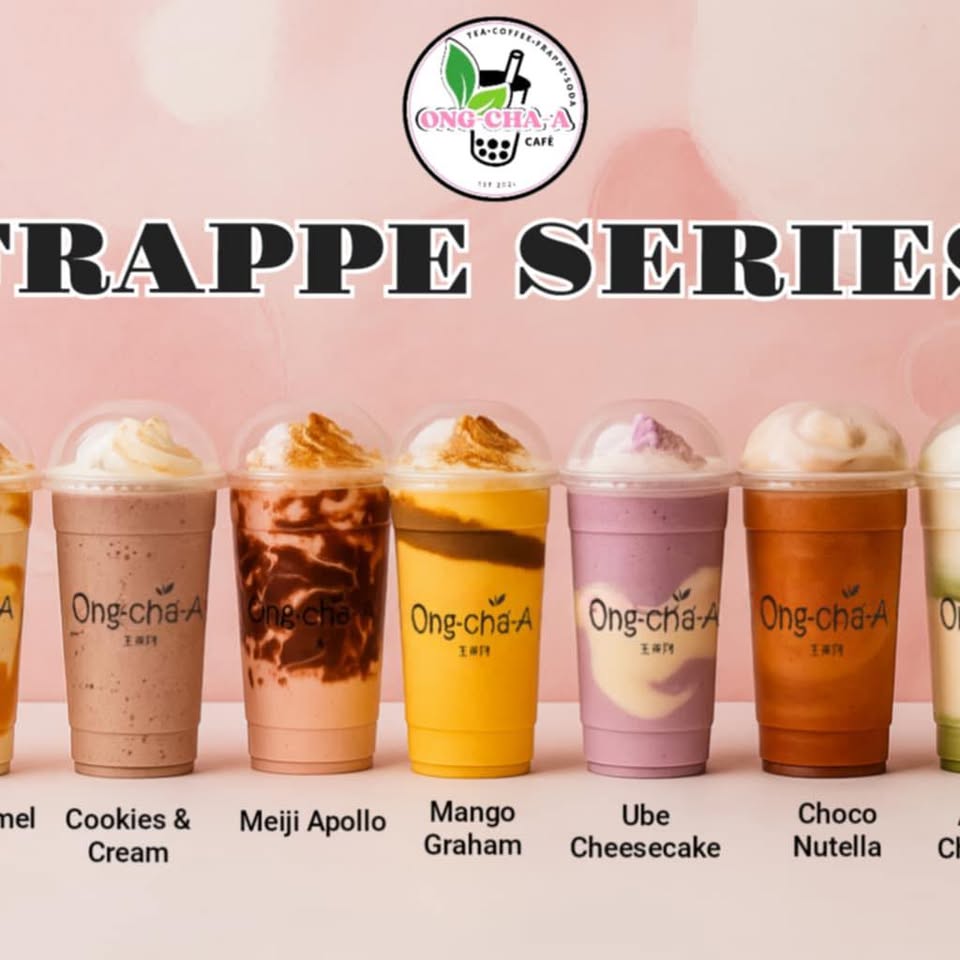 TEA•COFFEE•FRAPPE•SODA
ONG-CHA-A
CAFÉ
FRAPPE SERIES
Ong-cha-A
Ong-cha-A
Ong-cha-A
Ong-cha-A
Ong-cha-A
mel
Cookies &
Cream
Meiji Apollo
Mango
Graham
Ube
Cheesecake
Choco
Nutella